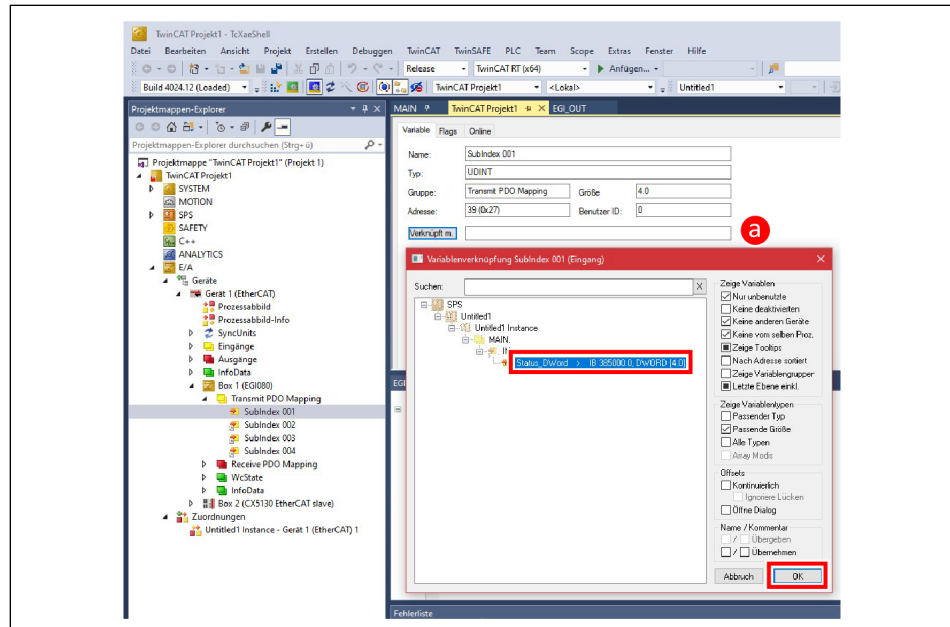 TwinCAT Projekt1 - TcXaeShell
Datei Bearbeiten Ansicht Projekt Erstellen Debuggen TwinCAT TwinSAFE PLC Team Scope Extras Fenster Hilfe
Release TwinCAT RT (x64) Anfügen...
Build 4024.12 (Loaded) TwinCAT Projekt1 <Lokal> Untitled1
Projektmappen-Explorer
Projektmappen-Explorer durchsuchen (Strg+ü)
Projektmappe "TwinCAT Projekt1" (Projekt 1)
TwinCAT Projekt1
SYSTEM
MOTION
SPS
SAFETY
C++
ANALYTICS
E/A
Geräte
Gerät 1 (EtherCAT)
Prozessabbild
Prozessabbild-Info
SyncUnits
Eingänge
Ausgänge
InfoData
Box 1 (EGI080)
Transmit PDO Mapping
SubIndex 001
SubIndex 002
SubIndex 003
SubIndex 004
Receive PDO Mapping
WcState
InfoData
Box 2 (CX5130 EtherCAT slave)
Zuordnungen
Untitled1 Instance - Gerät 1 (EtherCAT) 1
MAIN TwinCAT Projekt1 EGI_OUT
Variable Flags Online
Name: SubIndex 001
Typ: UDINT
Gruppe: Transmit PDO Mapping Größe 4.0
Adresse: 39 (0x27) Benutzer ID: 0
Verknüpft m.
a
Variablenverknüpfung SubIndex 001 (Eingang)
Suchen: X
SPS
Untitled1
Untitled1 Instance
MAIN.
Status_DWord > IB 385000.0, DWORD [4.0]
Zeige Variablen
Nur unbenutzte
Keine deaktivierten
Keine anderen Geräte
Keine vom selben Proz.
Zeige Tooltips
Nach Adresse sortiert
Zeige Variablengruppen
Letzte Ebene einkl.
Zeige Variablentypen
Passender Typ
Passende Größe
Alle Typen
Array Mode
Offsets
Kontinuierlich
Ignoriere Lücken
Öffne Dialog
Name / Kommentar
/ Übergeben
/ Übernehmen
Abbruch OK
Fehlerliste